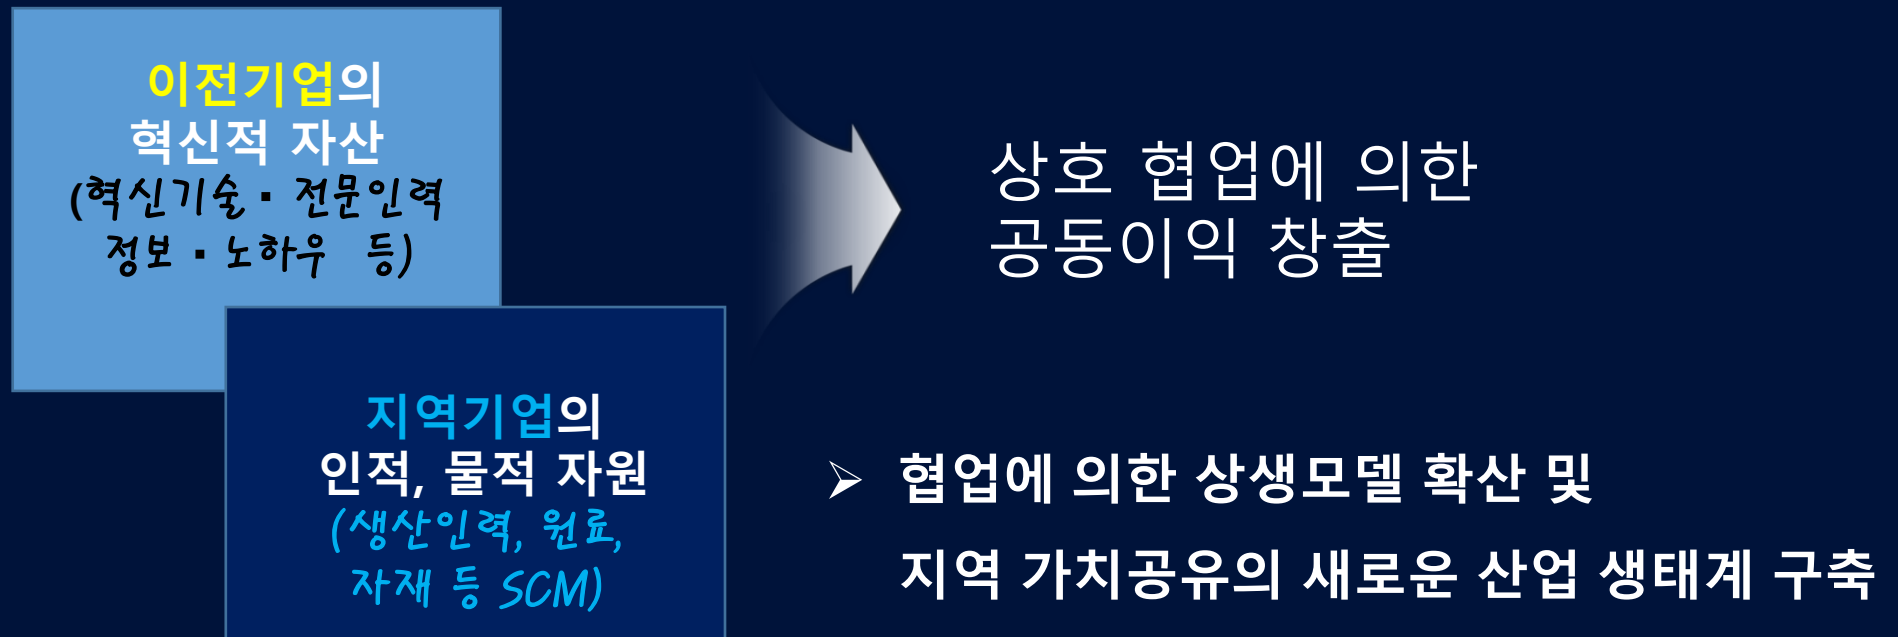 이전기업의
혁신적 자산
(혁신기술▪전문인력
정보▪노하우 등)
지역기업의
인적, 물적 자원
(생산인력, 원료,
자재 등 SCM)
상호 협업에 의한
공동이익 창출
➢ 협업에 의한 상생모델 확산 및
지역 가치공유의 새로운 산업 생태계 구축